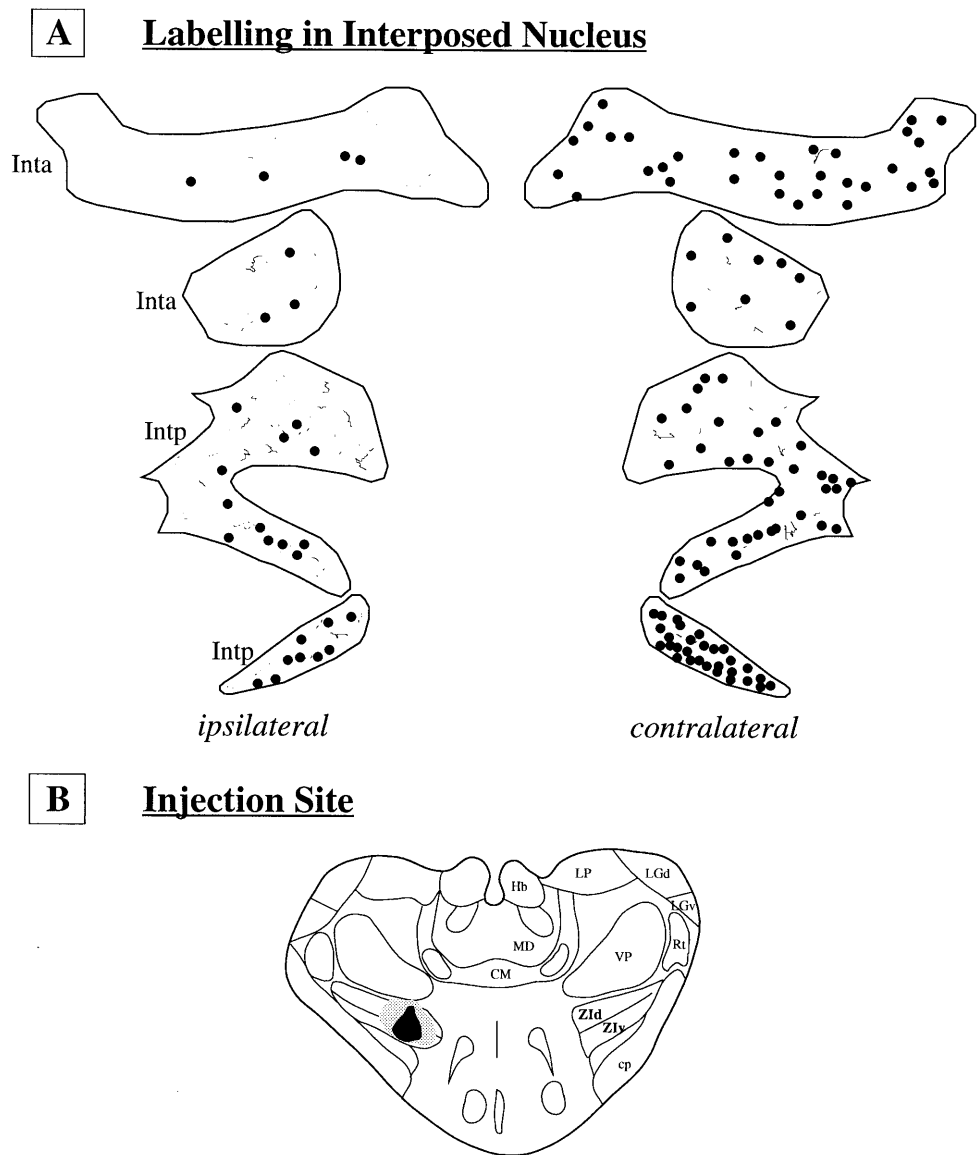 A Labelling in Interposed Nucleus
Inta
Inta
Intp
Intp
ipsilateral contralateral
B Injection Site
Hb LP LGd
LGv
MD VP Rt
CM
ZId
ZIv
cp